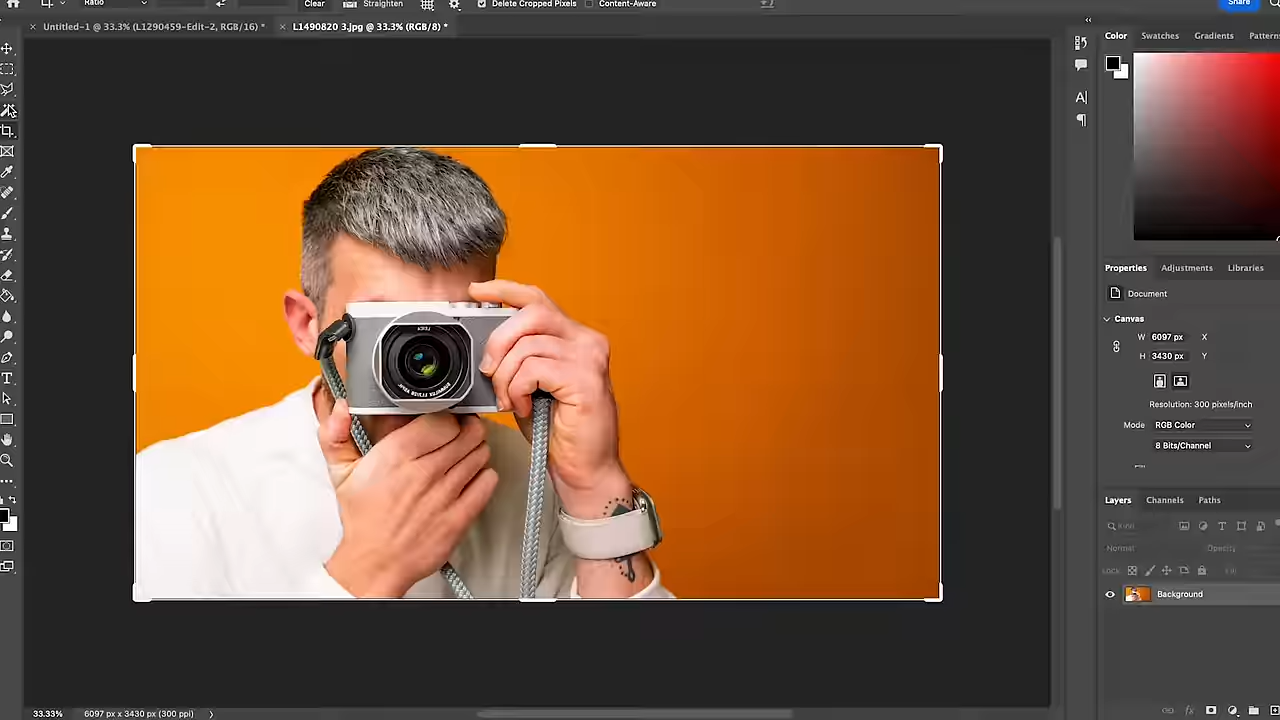 Ratio Clear Straighten Delete Cropped Pixels Content-Aware Share
× Untitled-1 @ 33.3% (L1290459-Edit-2, RGB/16) * × L1490820 3.jpg @ 33.3% (RGB/8) *
Color Swatches Gradients Pattern
Properties Adjustments Libraries
Document
Canvas
W 6097 px X
H 3430 px Y
Resolution: 300 pixels/inch
Mode RGB Color
8 Bits/Channel
Layers Channels Paths
Kind
Normal Opacity
Lock: Fill
Background
33.33% 6097 px x 3430 px (300 ppi)